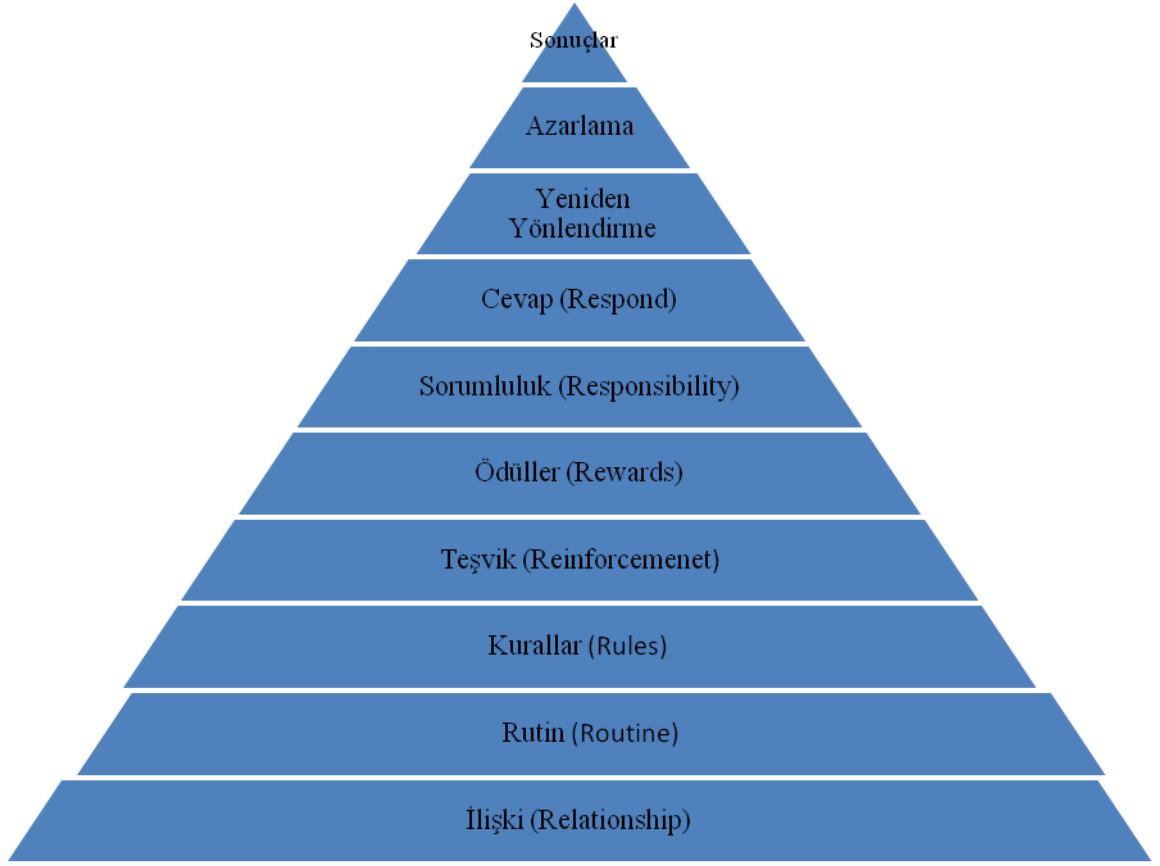 Sonuçlar
Azarlama
Yeniden
Yönlendirme
Cevap (Respond)
Sorumluluk (Responsibility)
Ödüller (Rewards)
Teşvik (Reinforcemenet)
Kurallar (Rules)
Rutin (Routine)
İlişki (Relationship)